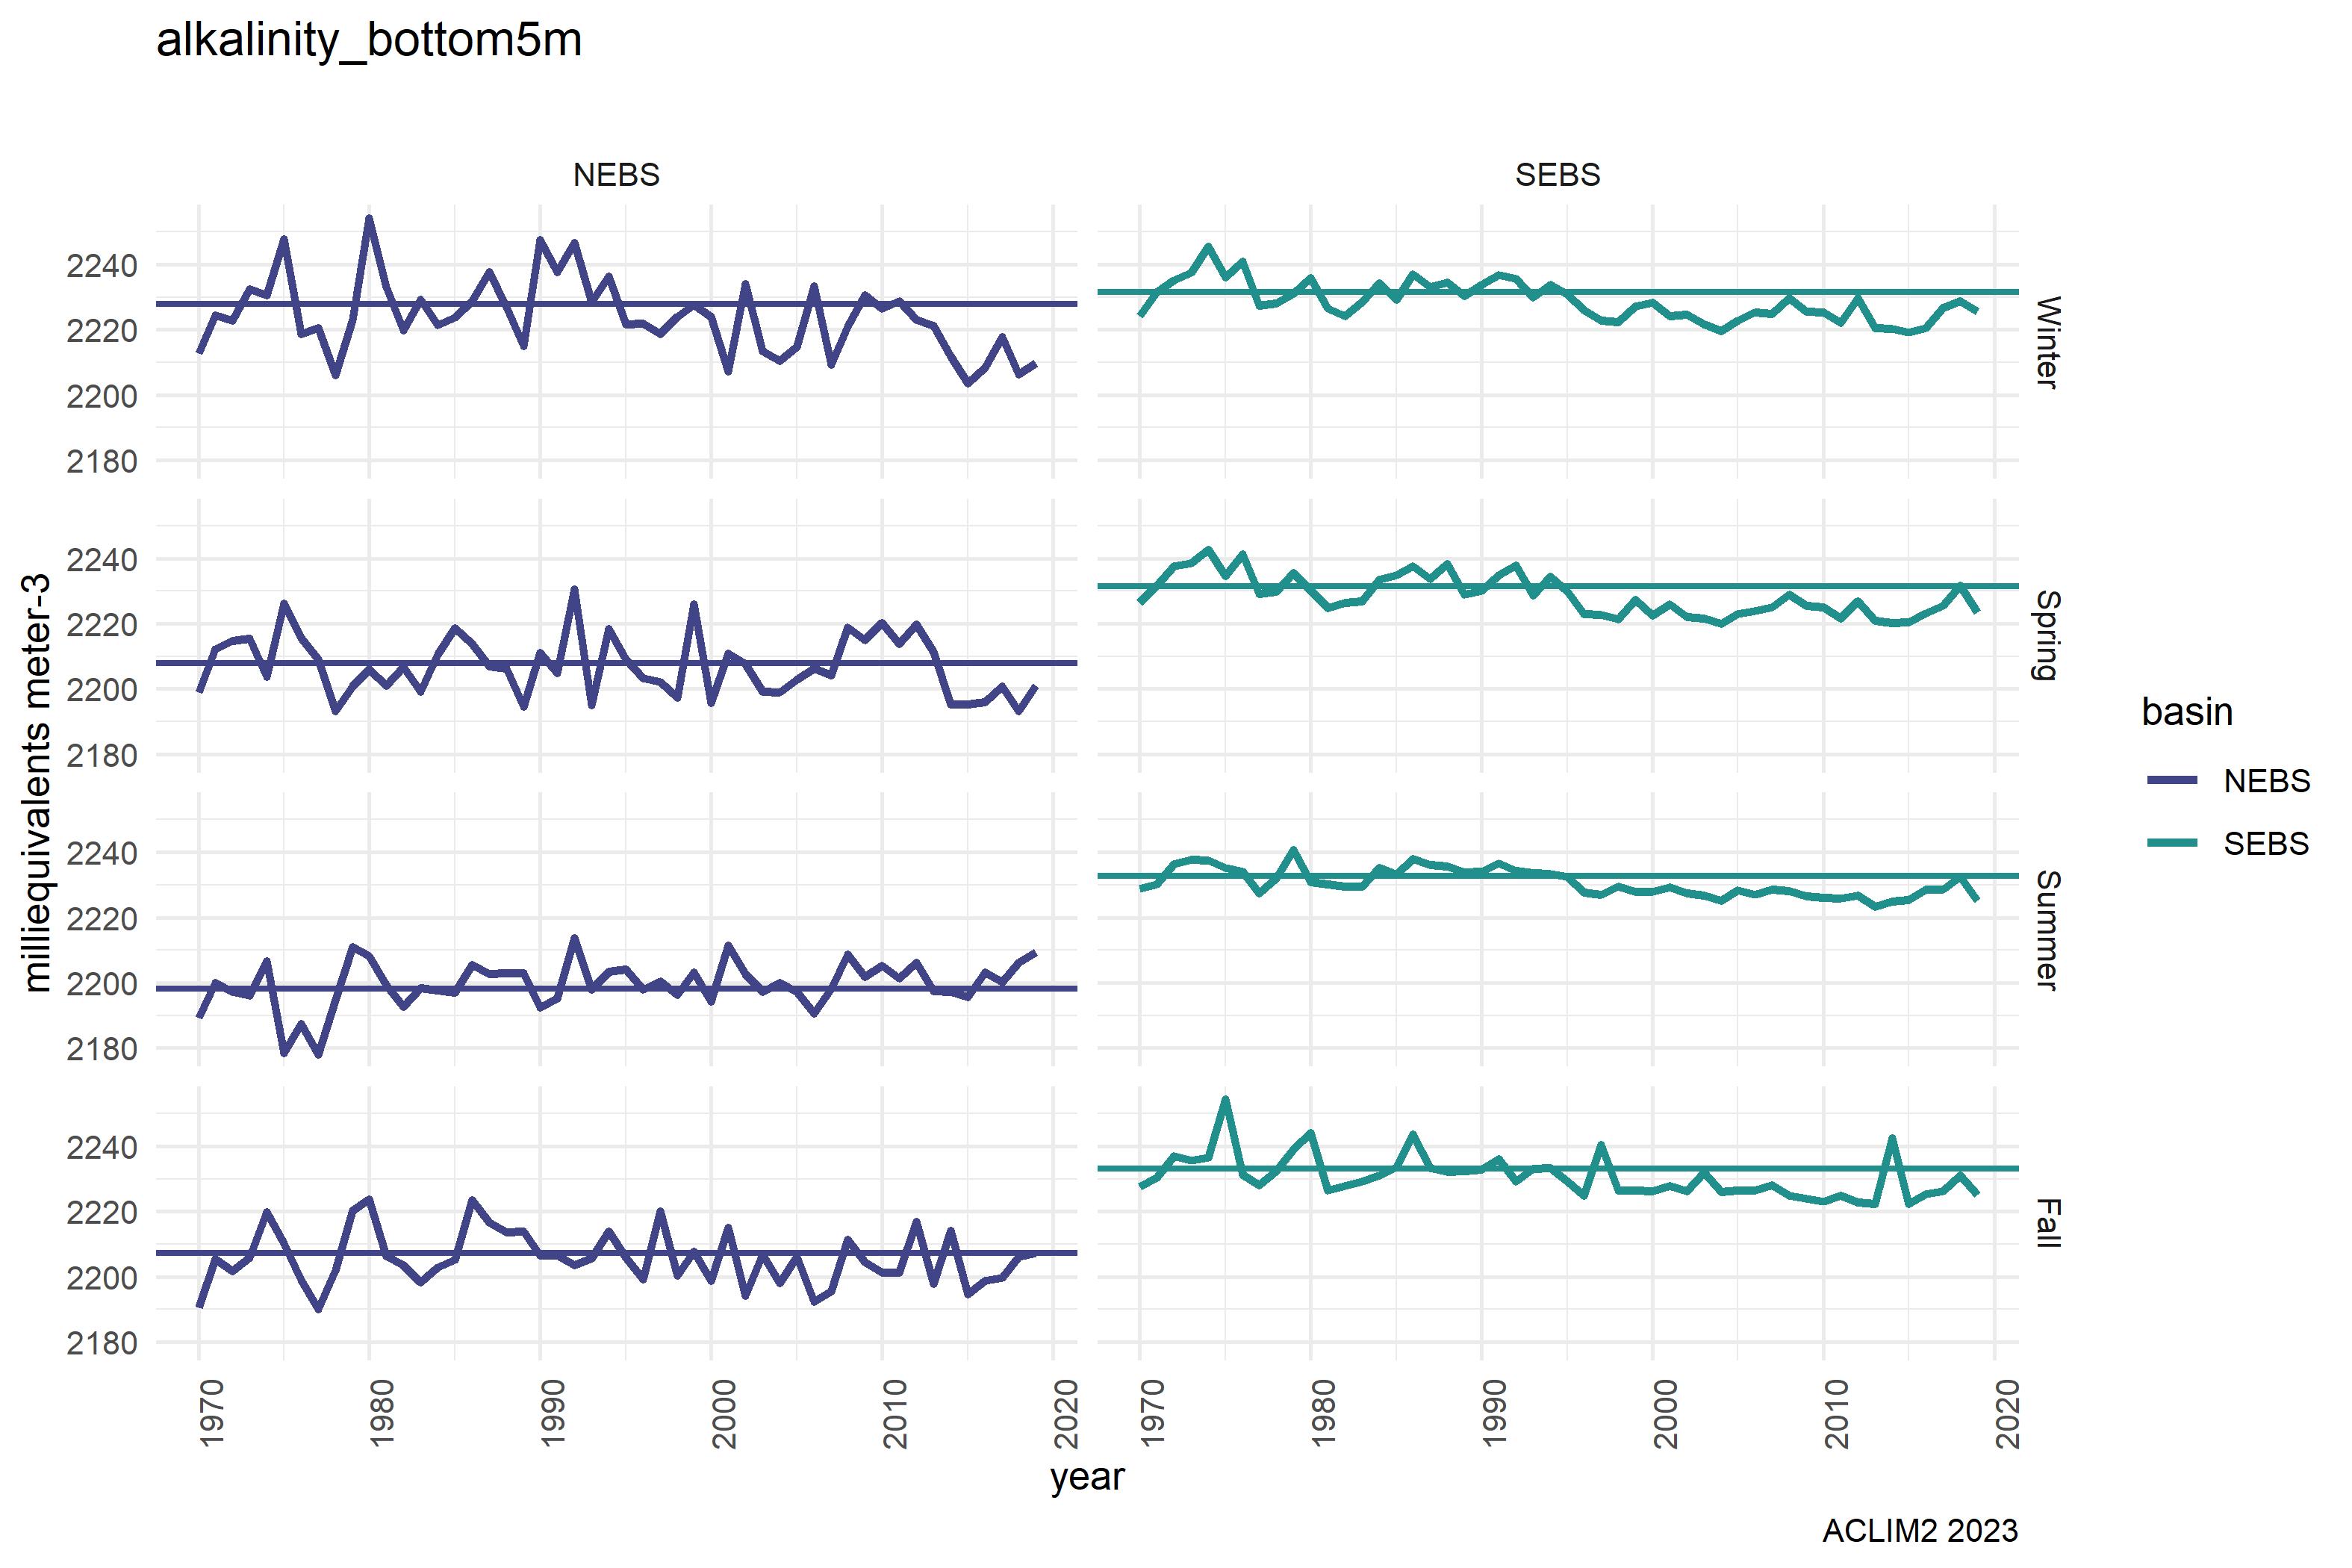 alkalinity_bottom5m
NEBS
SEBS
2240
2220
2200
2180
Winter
2240
2220
2200
2180
Spring
2240
2220
2200
2180
Summer
2240
2220
2200
2180
Fall
milliequivalents meter-3
1970
1980
1990
2000
2010
2020
1970
1980
1990
2000
2010
2020
year
basin
NEBS
SEBS
ACLIM2 2023